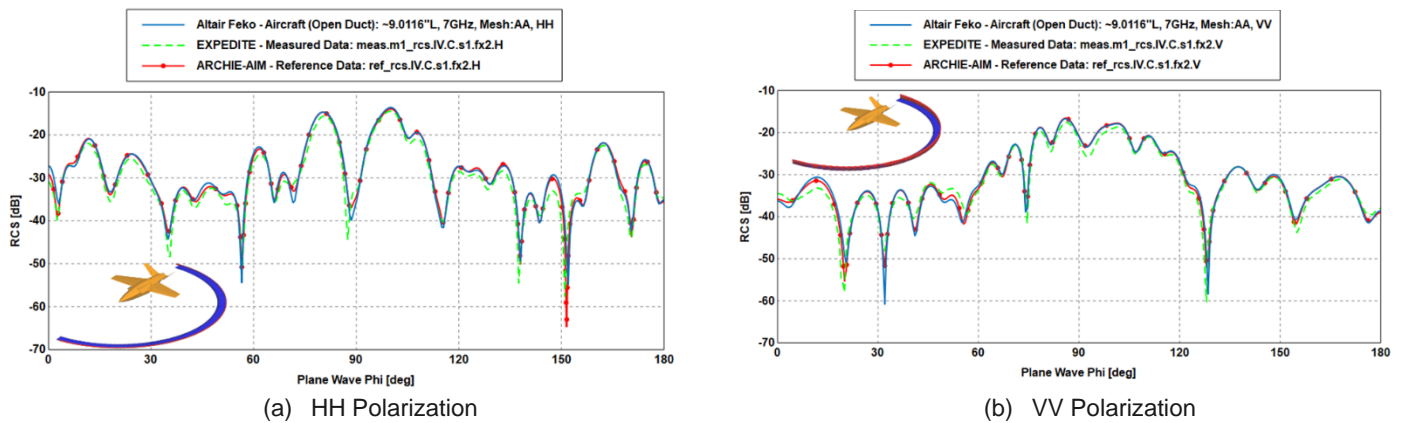 Altair Feko - Aircraft (Open Duct): ~9.0116"L, 7GHz, Mesh:AA, HH
EXPEDITE - Measured Data: meas.m1_rcs.IV.C.s1.fx2.H
ARCHIE-AIM - Reference Data: ref_rcs.IV.C.s1.fx2.H
-10
-20
-30
-40
-50
-60
-70
RCS [dB]
0 30 60 90 120 150 180
Plane Wave Phi [deg]
(a) HH Polarization
Altair Feko - Aircraft (Open Duct): ~9.0116"L, 7GHz, Mesh:AA, VV
EXPEDITE - Measured Data: meas.m1_rcs.IV.C.s1.fx2.V
ARCHIE-AIM - Reference Data: ref_rcs.IV.C.s1.fx2.V
-10
-20
-30
-40
-50
-60
-70
RCS [dB]
0 30 60 90 120 150 180
Plane Wave Phi [deg]
(b) VV Polarization